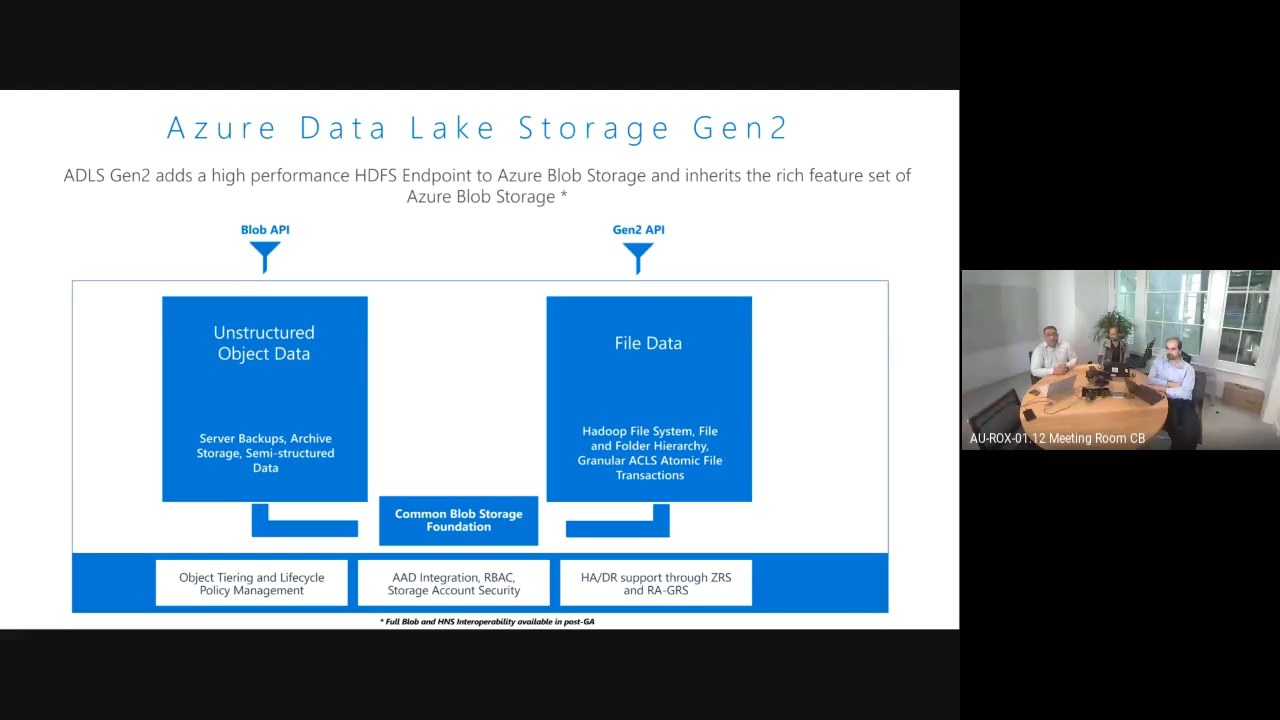 Azure Data Lake Storage Gen2
ADLS Gen2 adds a high performance HDFS Endpoint to Azure Blob Storage and inherits the rich feature set of
Azure Blob Storage *
Blob API
Gen2 API
Unstructured
Object Data
Server Backups, Archive
Storage, Semi-structured
Data
File Data
Hadoop File System, File
and Folder Hierarchy,
Granular ACLS Atomic File
Transactions
Common Blob Storage
Foundation
Object Tiering and Lifecycle
Policy Management
AAD Integration, RBAC,
Storage Account Security
HA/DR support through ZRS
and RA-GRS
* Full Blob and HNS Interoperability available in post-GA
AU-ROX-01.12 Meeting Room CB